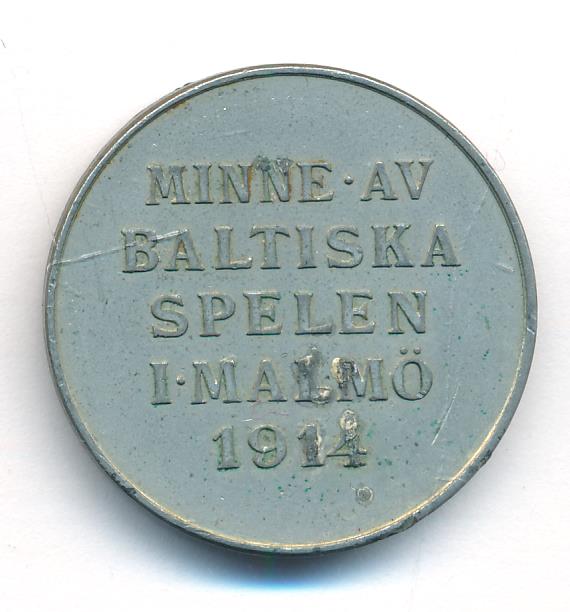 MINNE·AV
BALTISKA
SPELEN
I·MALMÖ
1914